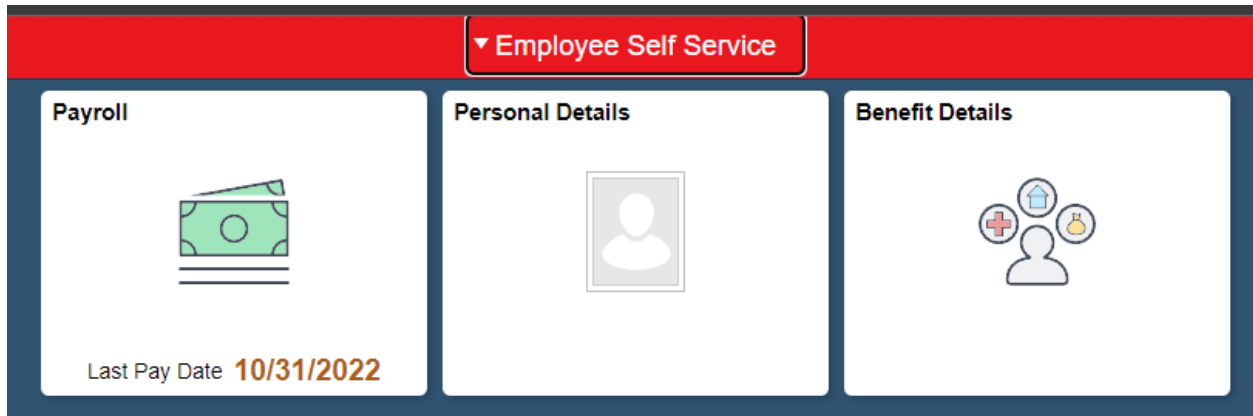 Employee Self Service
Payroll
Personal Details
Benefit Details
Last Pay Date 10/31/2022